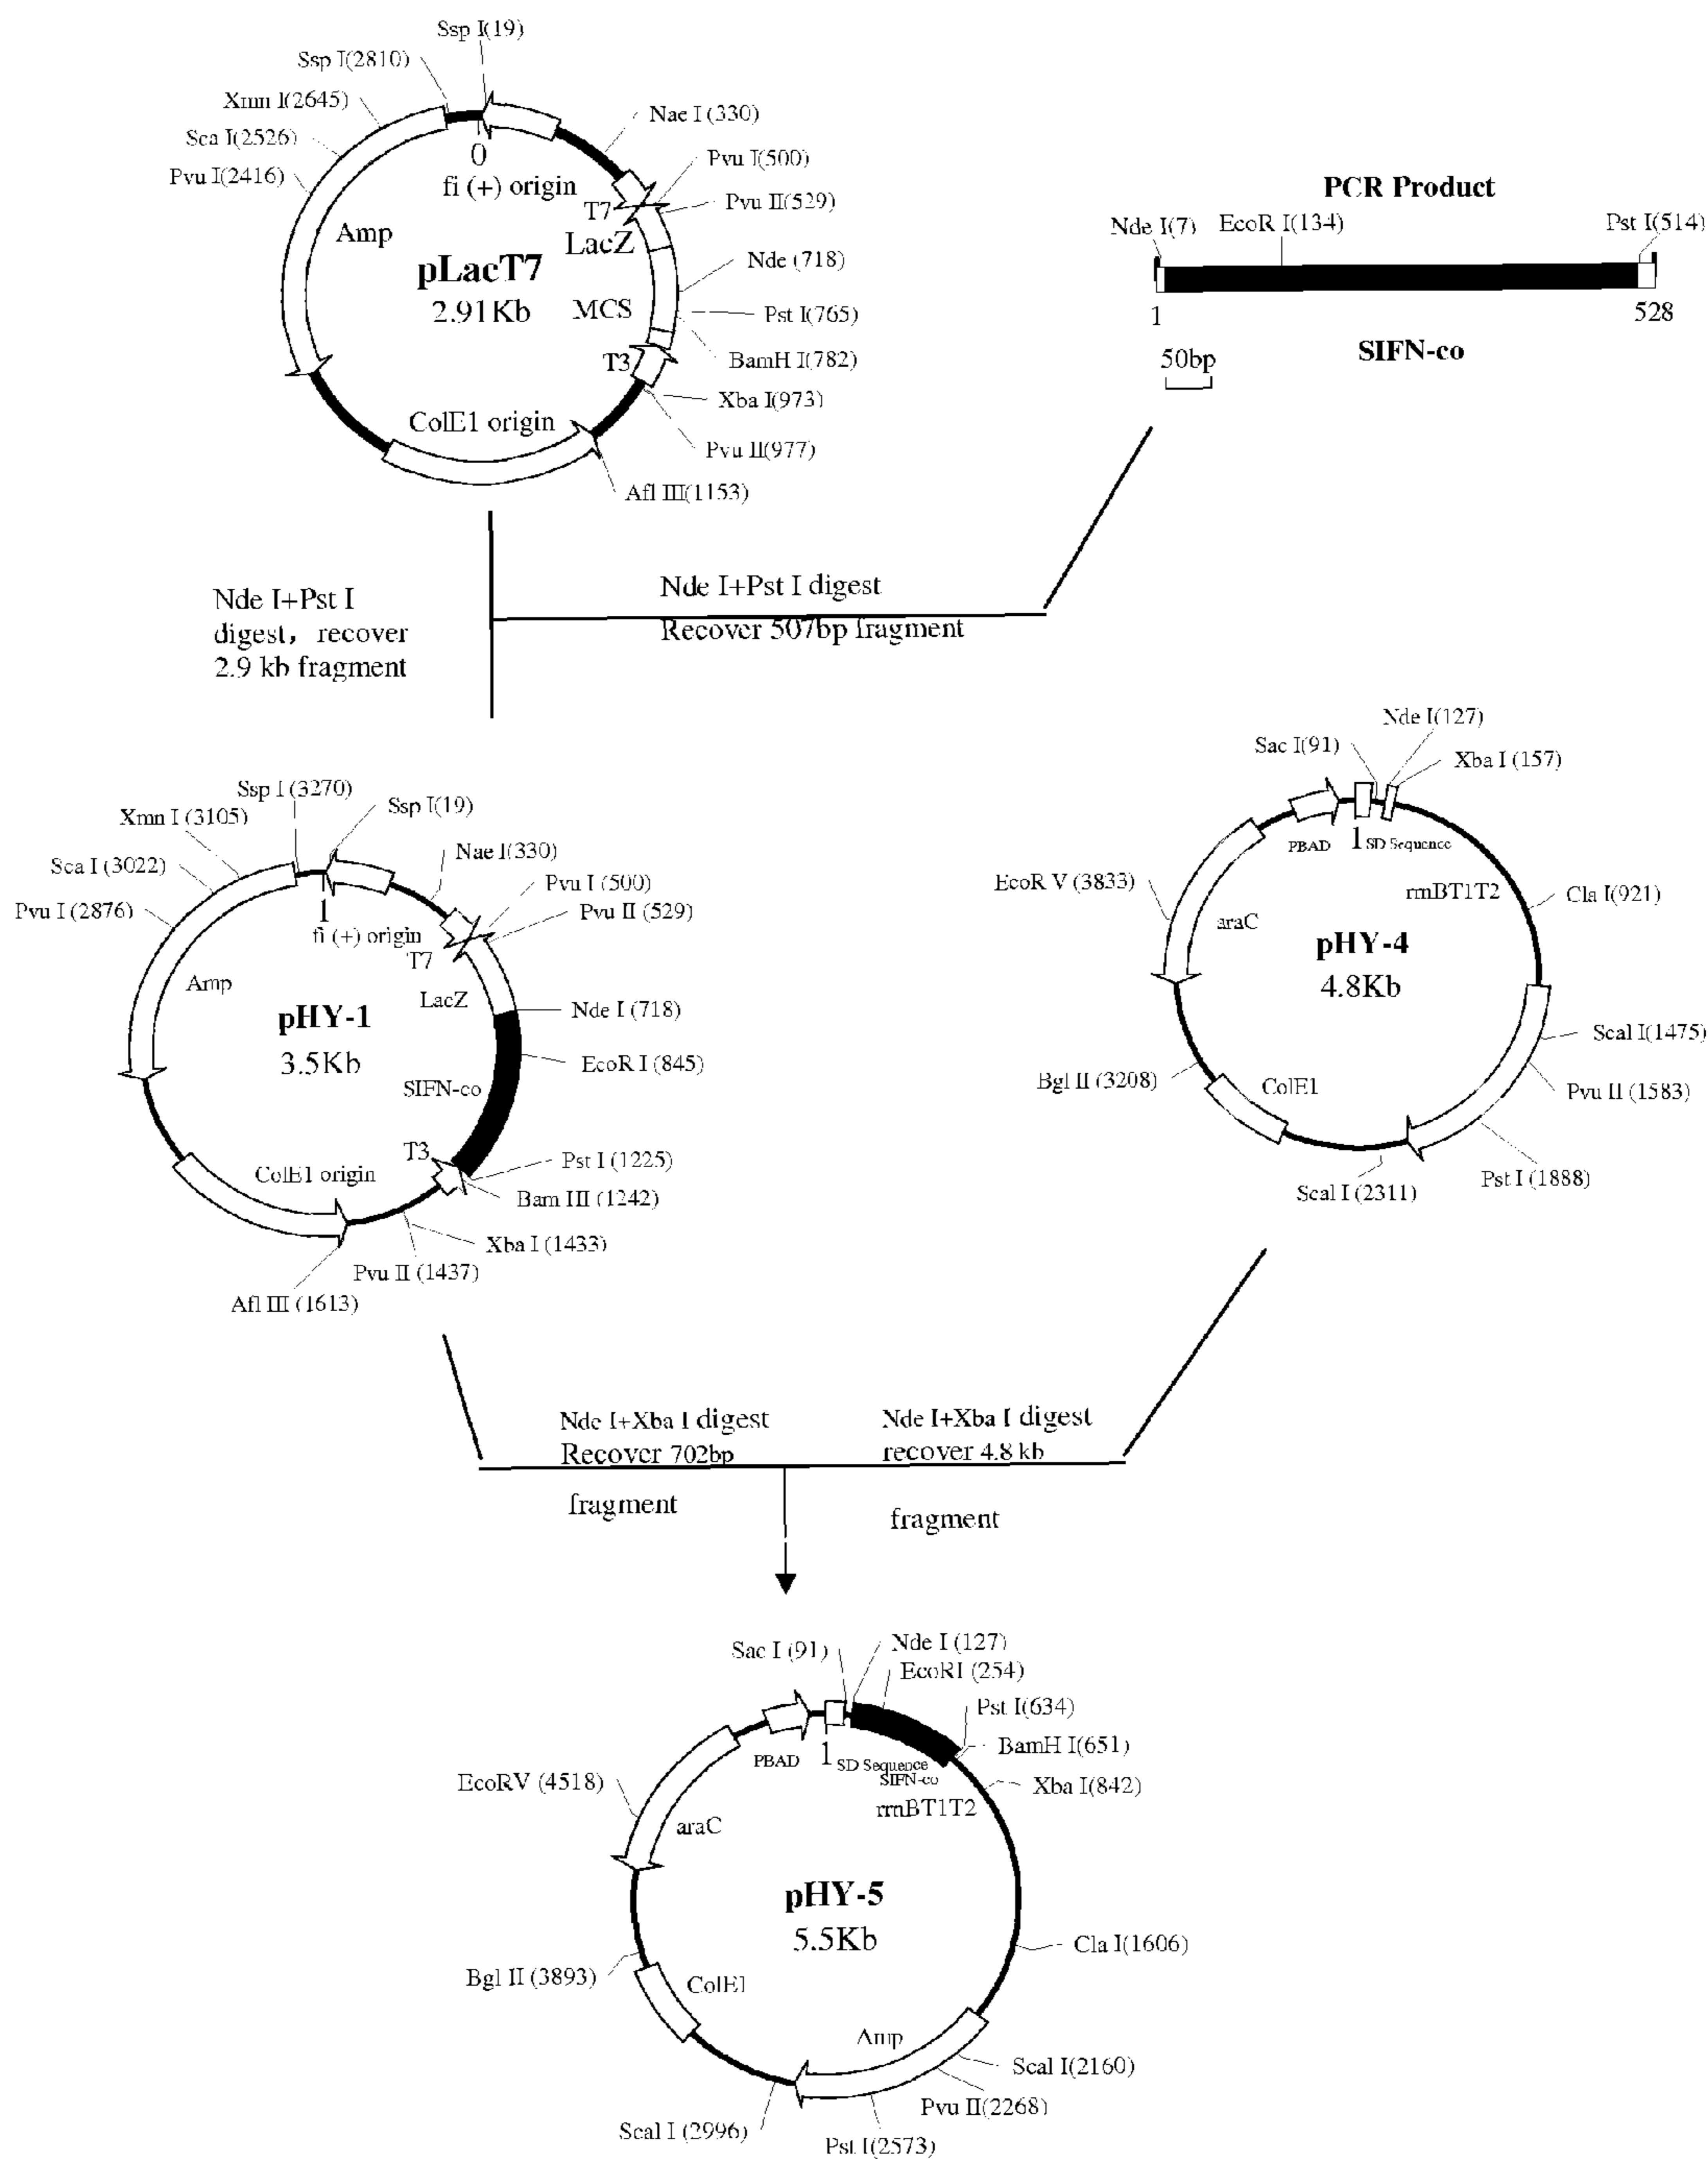 Ssp I(19)
Ssp I(2810)
Xmn I(2645)
Sca I(2526)
Pvu I(2416)
Nae I (330)
Pvu I(500)
Pvu II(529)
Nde (718)
Pst I(765)
BamH I(782)
Xba I(973)
Pvu II(977)
Afl III(1153)
0
fi (+) origin
T7
LacZ
Amp
pLacT7
2.91Kb
MCS
T3
ColE1 origin
PCR Product
Nde I(7)
EcoR I(134)
Pst I(514)
1
528
50bp
SIFN-co
Nde I+Pst I
digest, recover
2.9 kb fragment
Nde I+Pst I digest
Recover 507bp fragment
Ssp I (3270)
Ssp I(19)
Xmn I (3105)
Sca I (3022)
Pvu I (2876)
Nae I(330)
Pvu I (500)
Pvu II (529)
1
fi (+) origin
T7
Amp
LacZ
pHY-1
3.5Kb
Nde I (718)
EcoR I (845)
SIFN-co
T3
ColE1 origin
Pst I (1225)
Bam III (1242)
Xba I (1433)
Pvu II (1437)
Afl III (1613)
Nde I(127)
Sac I(91)
Xba I (157)
PBAD
1
SD Sequence
EcoR V (3833)
rrnBT1T2
Cla I(921)
araC
pHY-4
4.8Kb
Scal I(1475)
Bgl II (3208)
ColE1
Pvu II (1583)
Pst I (1888)
Scal I (2311)
Nde I+Xba I digest
Recover 702bp
fragment
Nde I+Xba I digest
recover 4.8 kb
fragment
Sac I (91)
Nde I (127)
EcoRI (254)
Pst I(634)
BamH I(651)
Xba I(842)
PBAD
1
SD Sequence
SIFN-co
rrnBT1T2
EcoRV (4518)
araC
pHY-5
5.5Kb
Cla I(1606)
Bgl II (3893)
ColE1
Amp
Scal I(2160)
Pvu II(2268)
Scal I (2996)
Pst I(2573)